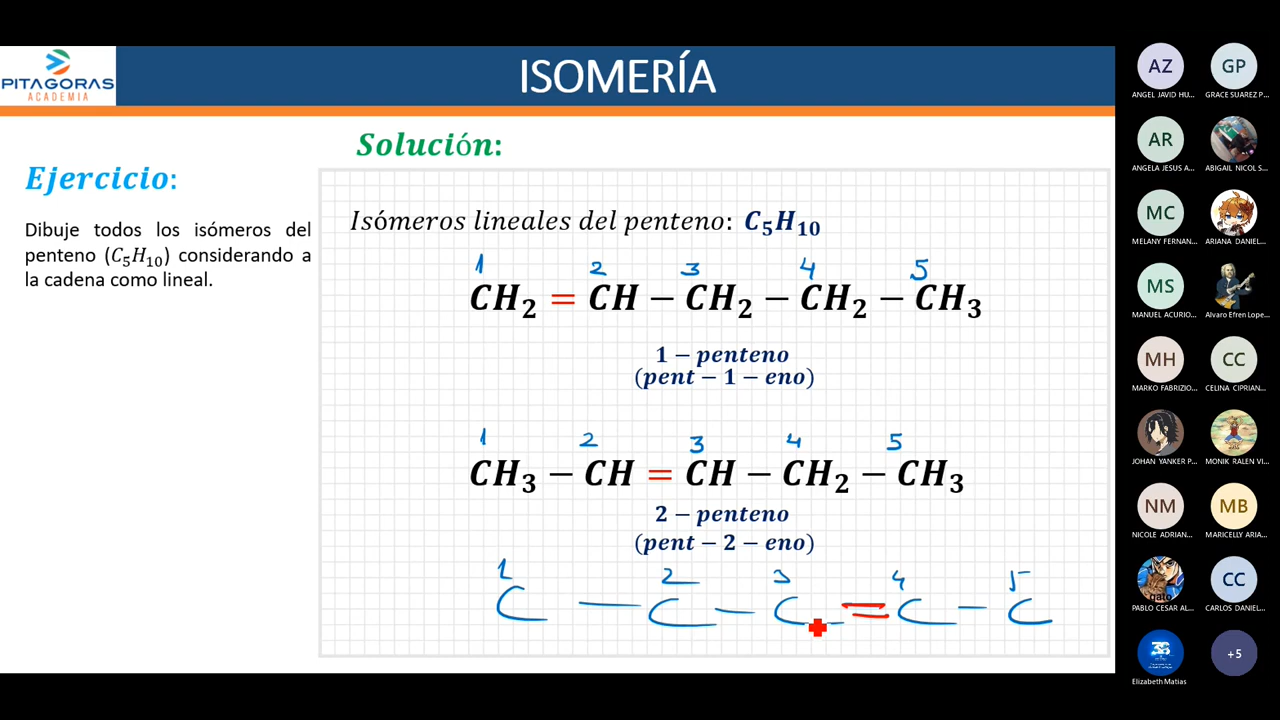 PITAGORAS
ACADEMIA
ISOMERÍA
Solución:
Ejercicio:
Dibuje todos los isómeros del
penteno (C₅H₁₀) considerando a
la cadena como lineal.
Isómeros lineales del penteno: C₅H₁₀
1 2 3 4 5
CH₂ = CH − CH₂ − CH₂ − CH₃
1 − penteno
(pent − 1 − eno)
1 2 3 4 5
CH₃ − CH = CH − CH₂ − CH₃
2 − penteno
(pent − 2 − eno)
1 2 3 4 5
C − C − C = C − C
AZ
GP
ANGEL JAVID HU...
GRACE SUAREZ P...
AR
ANGELA JESUS A...
ABIGAIL NICOL S...
MC
MELANY FERNAN...
ARIANA DANIEL...
MS
MANUEL ACURIO...
Alvaro Efren Lope...
MH
CC
MARKO FABRIZIO...
CELINA CIPRIAN...
JOHAN YANKER P...
MONIK RALEN VI...
NM
MB
NICOLE ADRIAN...
MARICELLY ARIA...
gato
CC
PABLO CESAR AL...
CARLOS DANIEL...
+5
Elizabeth Matias